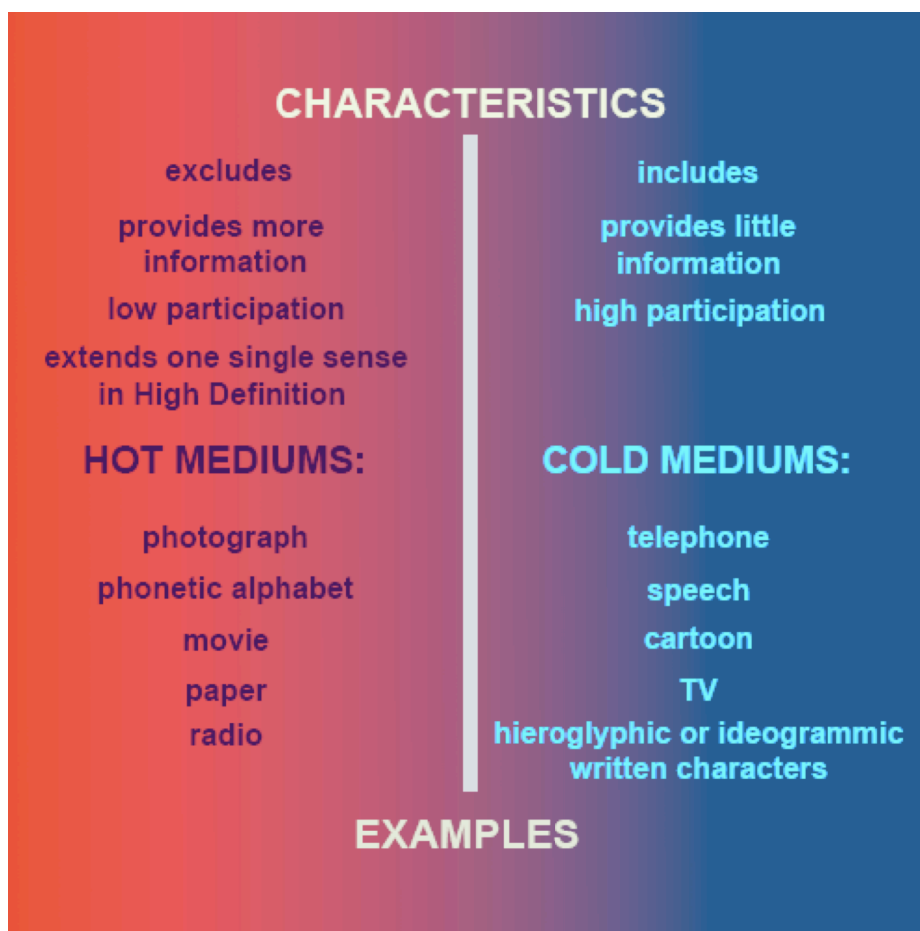 CHARACTERISTICS
excludes
provides more
information
low participation
extends one single sense
in High Definition
HOT MEDIUMS:
photograph
phonetic alphabet
movie
paper
radio
includes
provides little
information
high participation
COLD MEDIUMS:
telephone
speech
cartoon
TV
hieroglyphic or ideogrammic
written characters
EXAMPLES